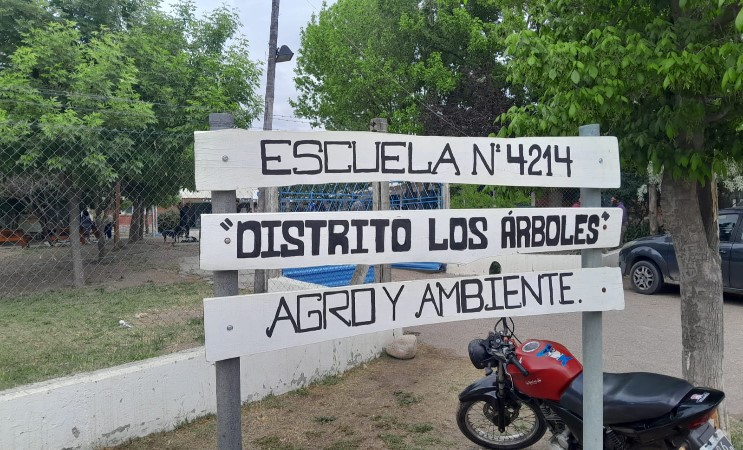 ESCUELA N° 4214
"DISTRITO LOS ÁRBOLES"
AGRO Y AMBIENTE.